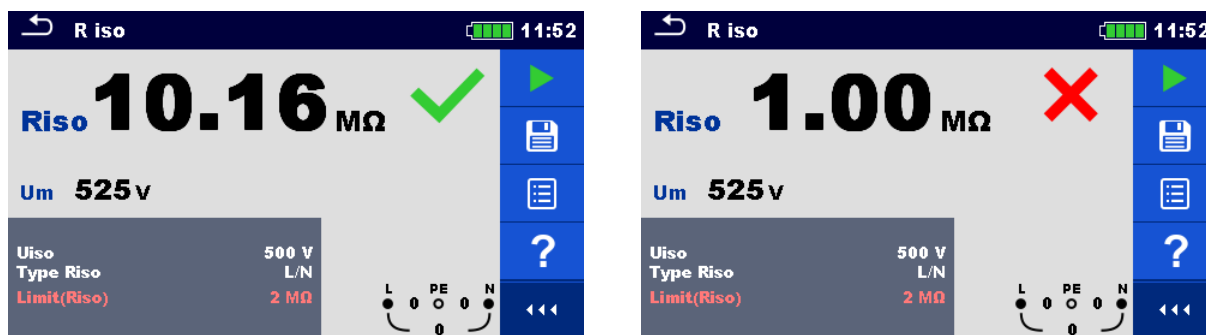 R iso 11:52
Riso 10.16 MΩ
Um 525 V
Uiso 500 V
Type Riso L/N
Limit(Riso) 2 MΩ
?
L PE N
0 0
0
R iso 11:52
Riso 1.00 MΩ
Um 525 V
Uiso 500 V
Type Riso L/N
Limit(Riso) 2 MΩ
?
L PE N
0 0
0